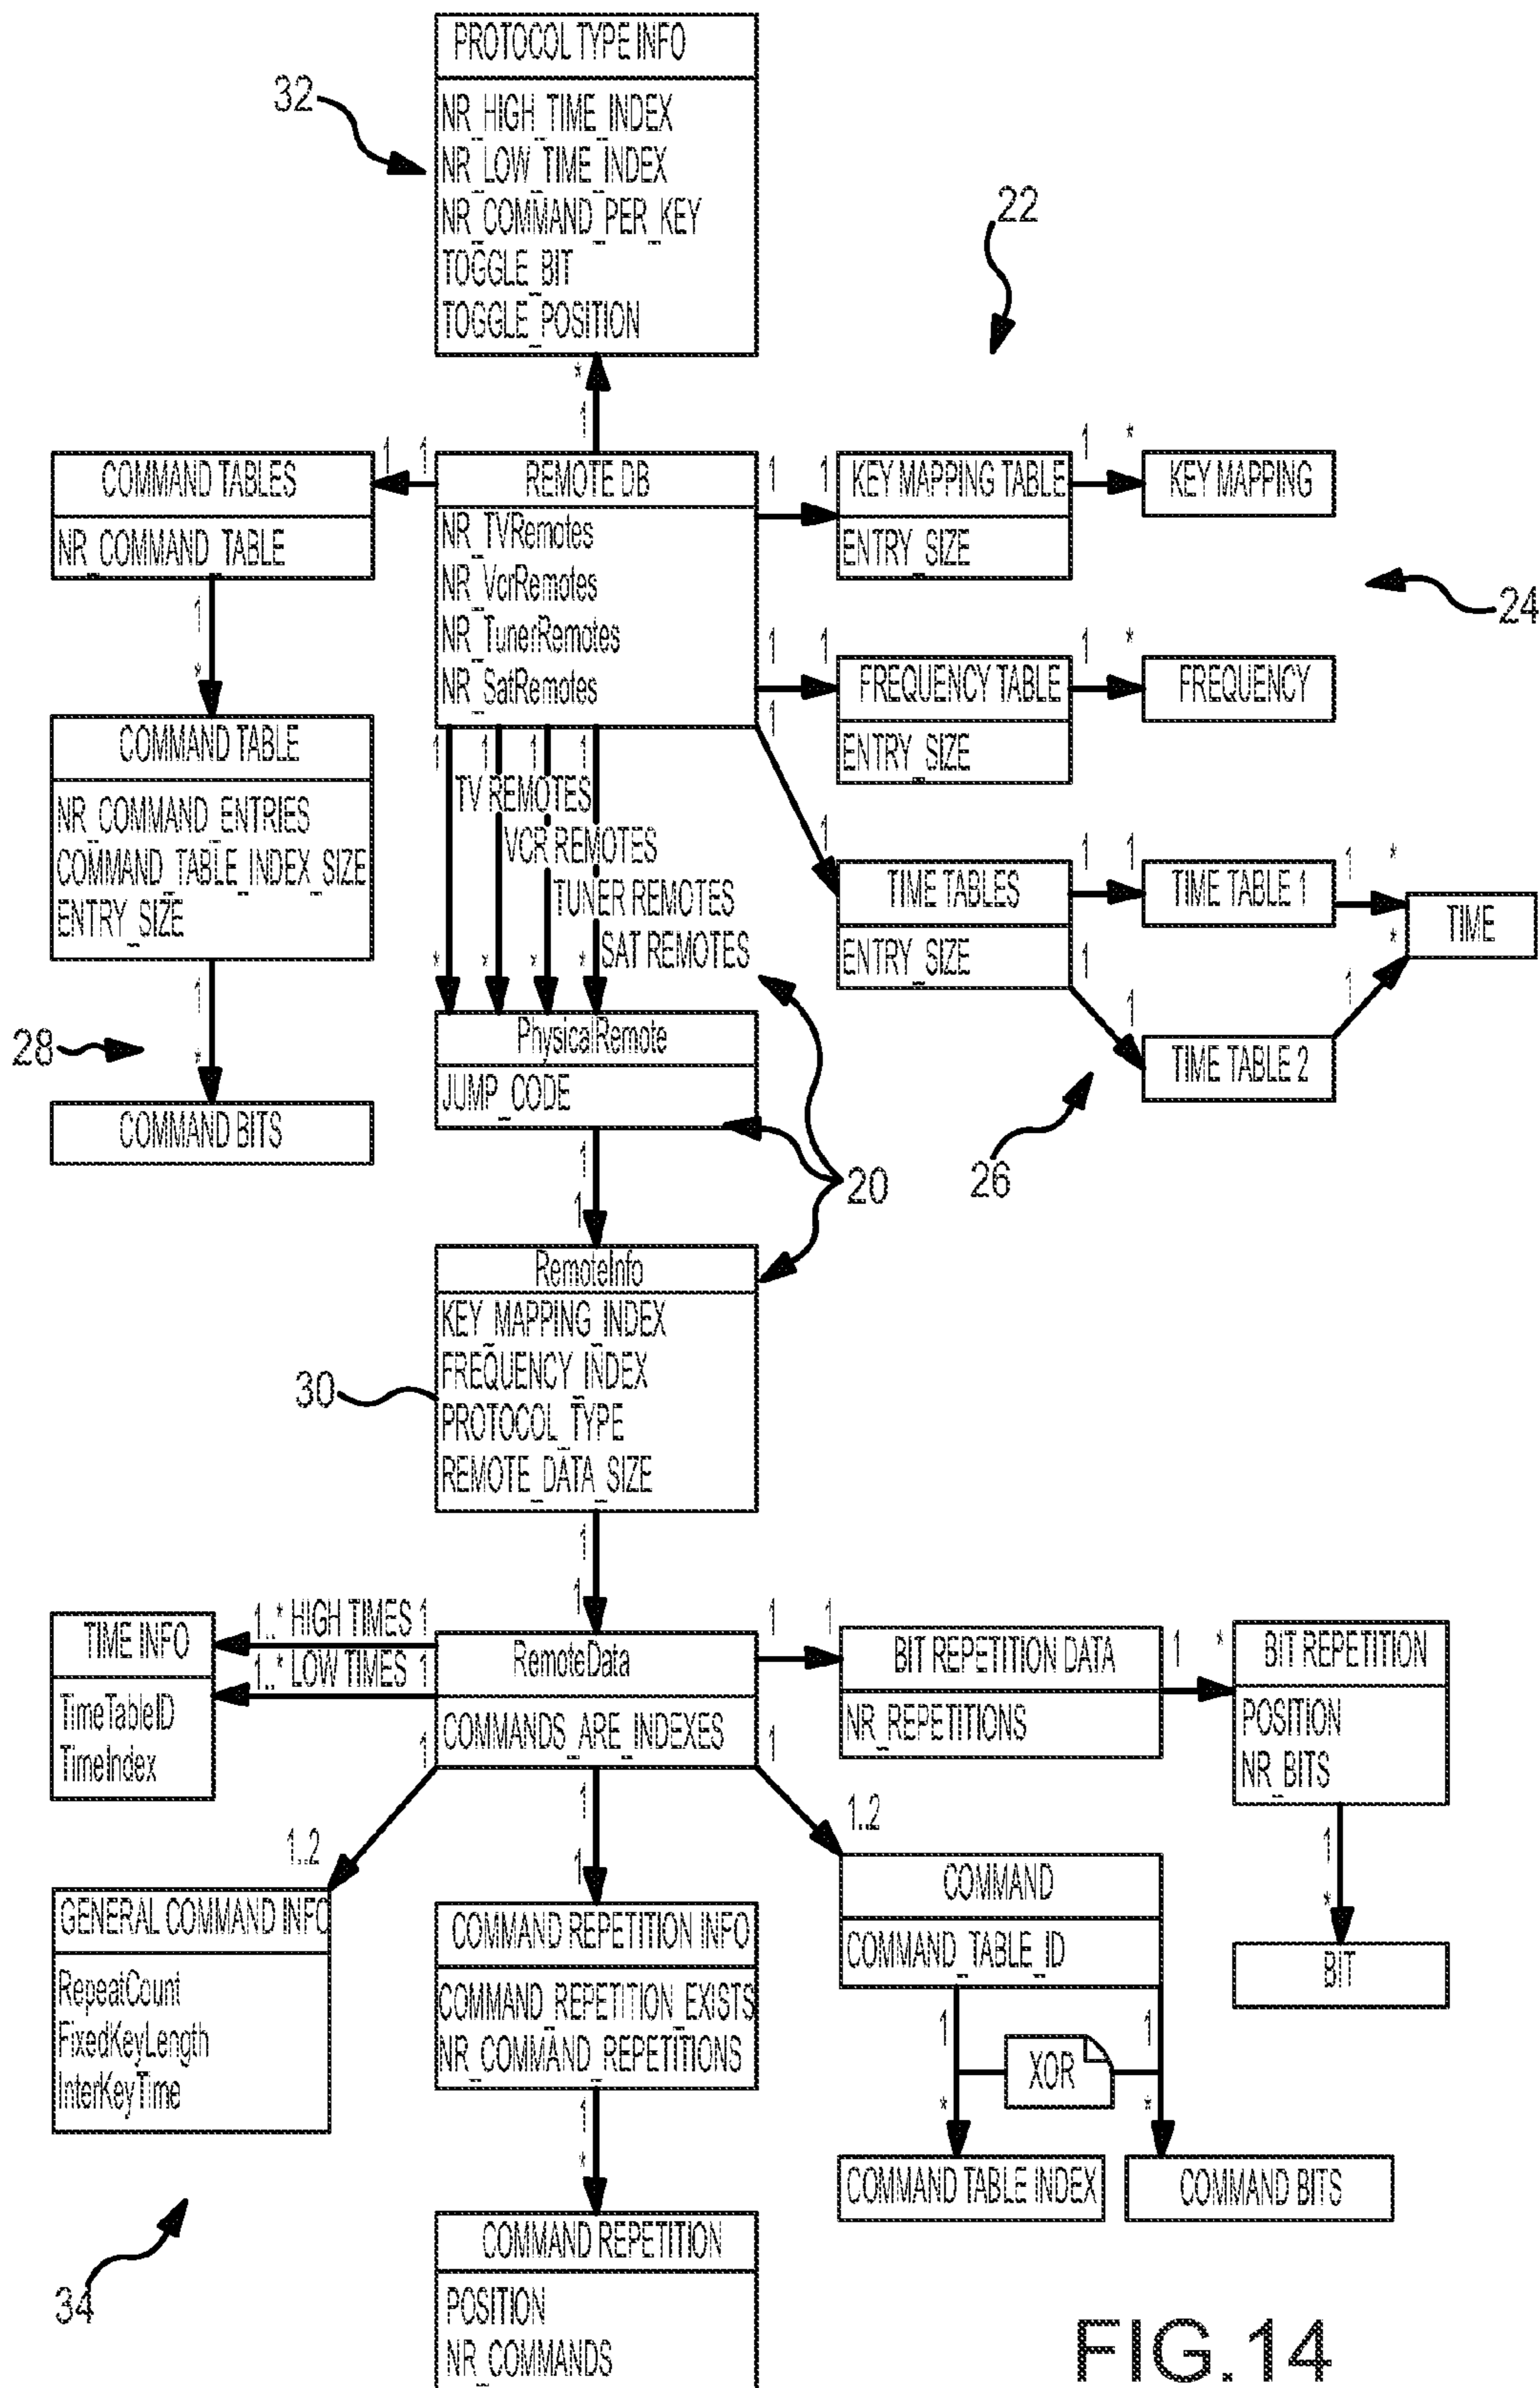 PROTOCOL TYPE INFO
NR_HIGH_TIME_INDEX
NR_LOW_TIME_INDEX
NR_COMMAND_PER_KEY
TOGGLE_BIT
TOGGLE_POSITION
32
22
*
1
COMMAND TABLES
NR_COMMAND_TABLE
1
1
REMOTE DB
NR_TVRemotes
NR_VcrRemotes
NR_TunerRemotes
NR_SatRemotes
1
1
KEY MAPPING TABLE
ENTRY_SIZE
1
*
KEY MAPPING
24
1
1
FREQUENCY TABLE
ENTRY_SIZE
1
*
FREQUENCY
1
*
COMMAND TABLE
NR_COMMAND_ENTRIES
COMMAND_TABLE_INDEX_SIZE
ENTRY_SIZE
1
*
28
COMMAND BITS
1
1
1
1
TV REMOTES
VCR REMOTES
TUNER REMOTES
SAT REMOTES
*
*
*
*
1
1
TIME TABLES
ENTRY_SIZE
1
1
TIME TABLE 1
1
*
TIME
1
1
TIME TABLE 2
1
*
26
PhysicalRemote
JUMP_CODE
20
1
1
RemoteInfo
KEY_MAPPING_INDEX
FREQUENCY_INDEX
PROTOCOL_TYPE
REMOTE_DATA_SIZE
30
1
1
TIME INFO
TimeTableID
TimeIndex
1..* HIGH TIMES 1
1..* LOW TIMES 1
RemoteData
COMMANDS_ARE_INDEXES
1
1
BIT REPETITION DATA
NR_REPETITIONS
1
*
BIT REPETITION
POSITION
NR_BITS
1
*
BIT
1
1..2
GENERAL COMMAND INFO
RepeatCount
FixedKeyLength
InterKeyTime
1
1
COMMAND REPETITION INFO
COMMAND_REPETITION_EXISTS
NR_COMMAND_REPETITIONS
1
1..2
COMMAND
COMMAND_TABLE_ID
1
1
XOR
*
*
COMMAND TABLE INDEX
COMMAND BITS
1
*
COMMAND REPETITION
POSITION
NR_COMMANDS
34
FIG.14